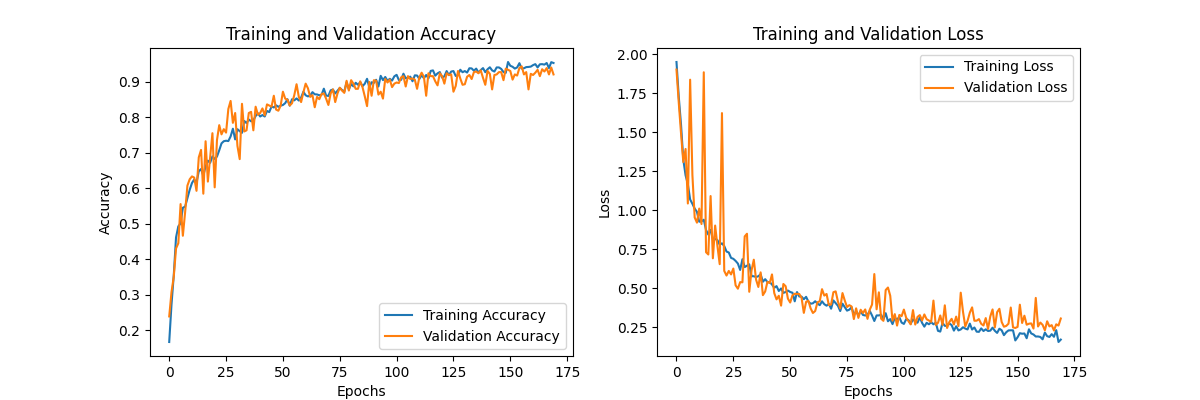 Training and Validation Accuracy
Accuracy
0.9
0.8
0.7
0.6
0.5
0.4
0.3
0.2
Training Accuracy
Validation Accuracy
0 25 50 75 100 125 150 175
Epochs
Training and Validation Loss
Loss
2.00
1.75
1.50
1.25
1.00
0.75
0.50
0.25
Training Loss
Validation Loss
0 25 50 75 100 125 150 175
Epochs